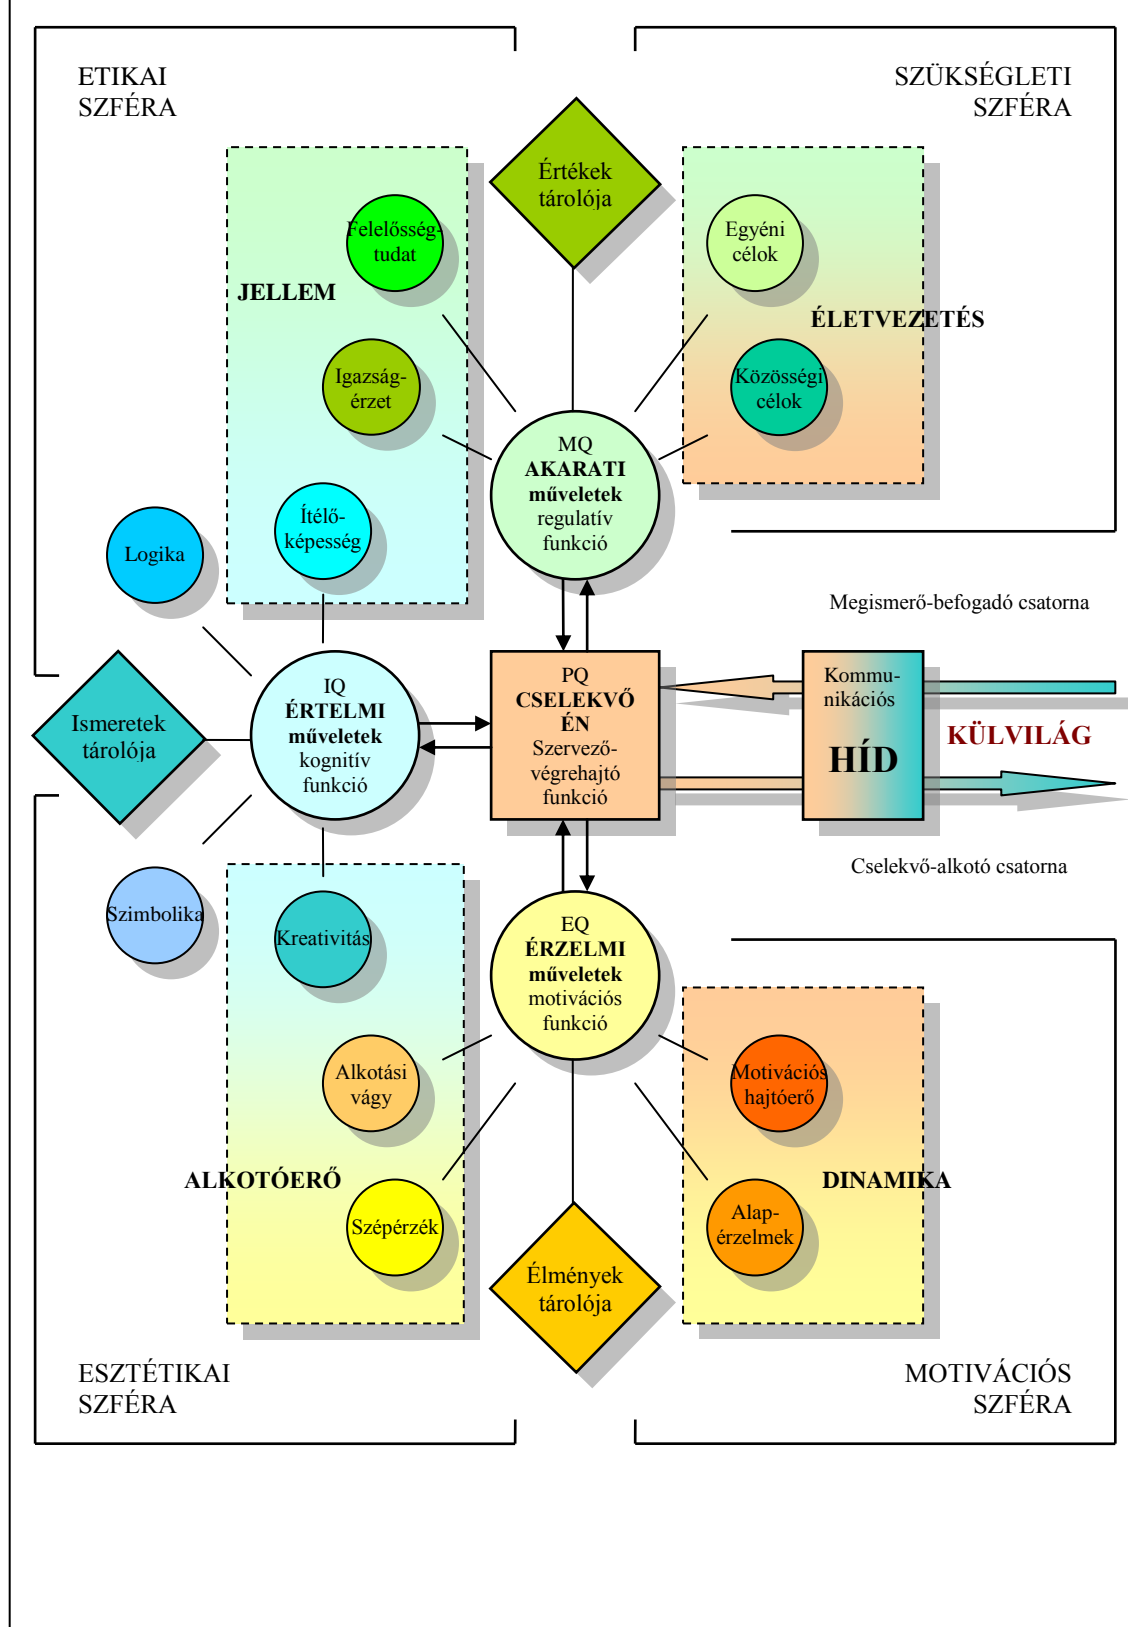 ETIKAI
SZFÉRA
SZÜKSÉGLETI
SZFÉRA
Értékek
tárolója
Felelősség-
tudat
JELLEM
Igazság-
érzet
Ítélő-
képesség
Egyéni
célok
ÉLETVEZETÉS
Közösségi
célok
MQ
AKARATI
műveletek
regulatív
funkció
Logika
Megismerő-befogadó csatorna
Ismeretek
tárolója
IQ
ÉRTELMI
műveletek
kognitív
funkció
PQ
CSELEKVŐ
ÉN
Szervező-
végrehajtó
funkció
Kommu-
nikációs
HÍD
KÜLVILÁG
Cselekvő-alkotó csatorna
Szimbolika
Kreativitás
EQ
ÉRZELMI
műveletek
motivációs
funkció
Alkotási
vágy
ALKOTÓERŐ
Szépérzék
Motivációs
hajtóerő
DINAMIKA
Alap-
érzelmek
Élmények
tárolója
ESZTÉTIKAI
SZFÉRA
MOTIVÁCIÓS
SZFÉRA